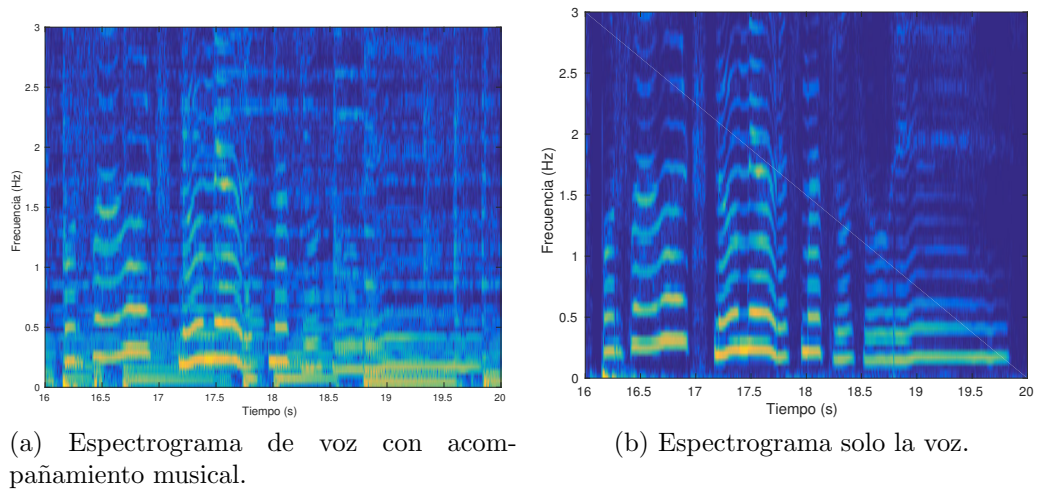 3
2.5
2
1.5
1
0.5
0
Frecuencia (Hz)
16 16.5 17 17.5 18 18.5 19 19.5 20
Tiempo (s)
(a) Espectrograma de voz con acom-
pañamiento musical.
3
2.5
2
1.5
1
0.5
0
Frecuencia (Hz)
16 16.5 17 17.5 18 18.5 19 19.5 20
Tiempo (s)
(b) Espectrograma solo la voz.